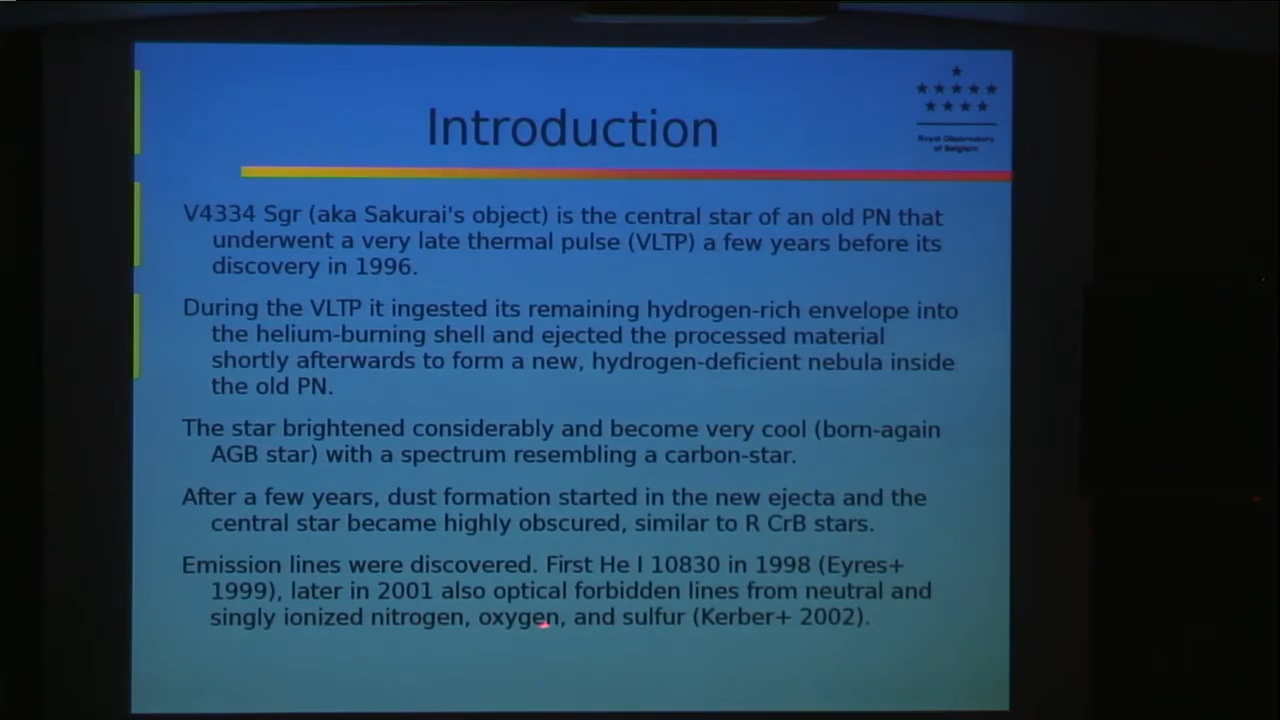 Introduction
Royal Observatory
of Belgium
V4334 Sgr (aka Sakurai's object) is the central star of an old PN that
underwent a very late thermal pulse (VLTP) a few years before its
discovery in 1996.
During the VLTP it ingested its remaining hydrogen-rich envelope into
the helium-burning shell and ejected the processed material
shortly afterwards to form a new, hydrogen-deficient nebula inside
the old PN.
The star brightened considerably and become very cool (born-again
AGB star) with a spectrum resembling a carbon-star.
After a few years, dust formation started in the new ejecta and the
central star became highly obscured, similar to R CrB stars.
Emission lines were discovered. First He I 10830 in 1998 (Eyres+
1999), later in 2001 also optical forbidden lines from neutral and
singly ionized nitrogen, oxygen, and sulfur (Kerber+ 2002).